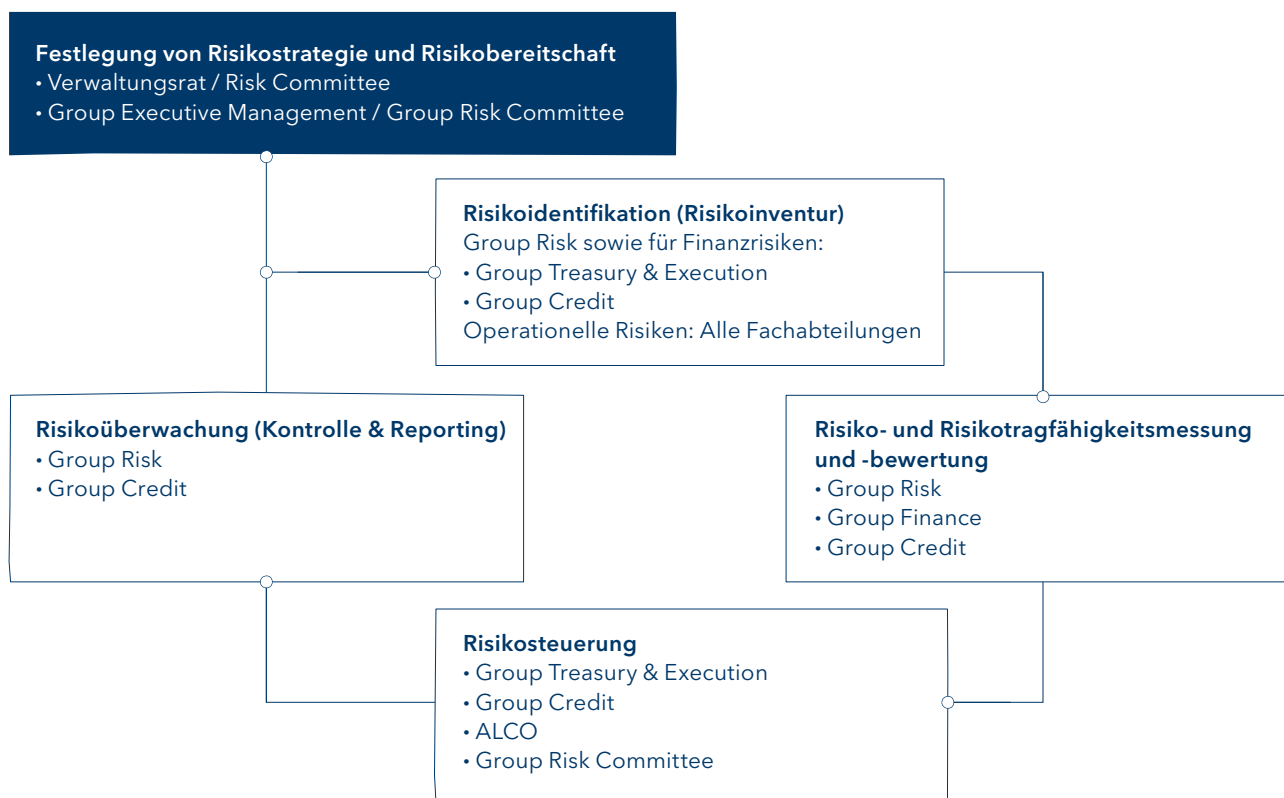 Festlegung von Risikostrategie und Risikobereitschaft
• Verwaltungsrat / Risk Committee
• Group Executive Management / Group Risk Committee
Risikoidentifikation (Risikoinventur)
Group Risk sowie für Finanzrisiken:
• Group Treasury & Execution
• Group Credit
Operationelle Risiken: Alle Fachabteilungen
Risikoüberwachung (Kontrolle & Reporting)
• Group Risk
• Group Credit
Risiko- und Risikotragfähigkeitsmessung
und -bewertung
• Group Risk
• Group Finance
• Group Credit
Risikosteuerung
• Group Treasury & Execution
• Group Credit
• ALCO
• Group Risk Committee